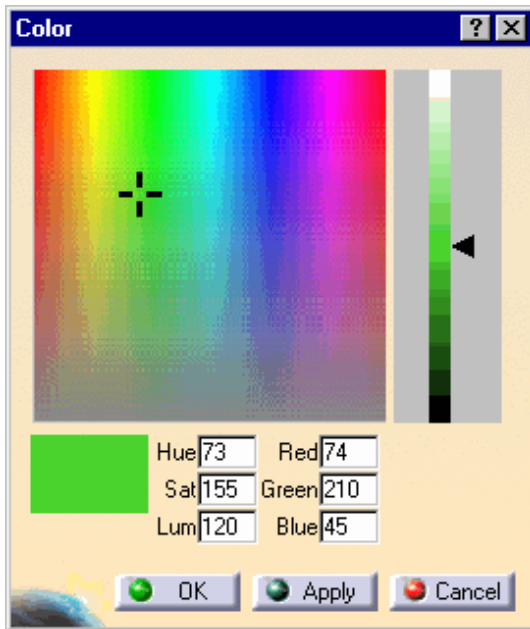 Color ? X
Hue 73 Red 74
Sat 155 Green 210
Lum 120 Blue 45
OK Apply Cancel